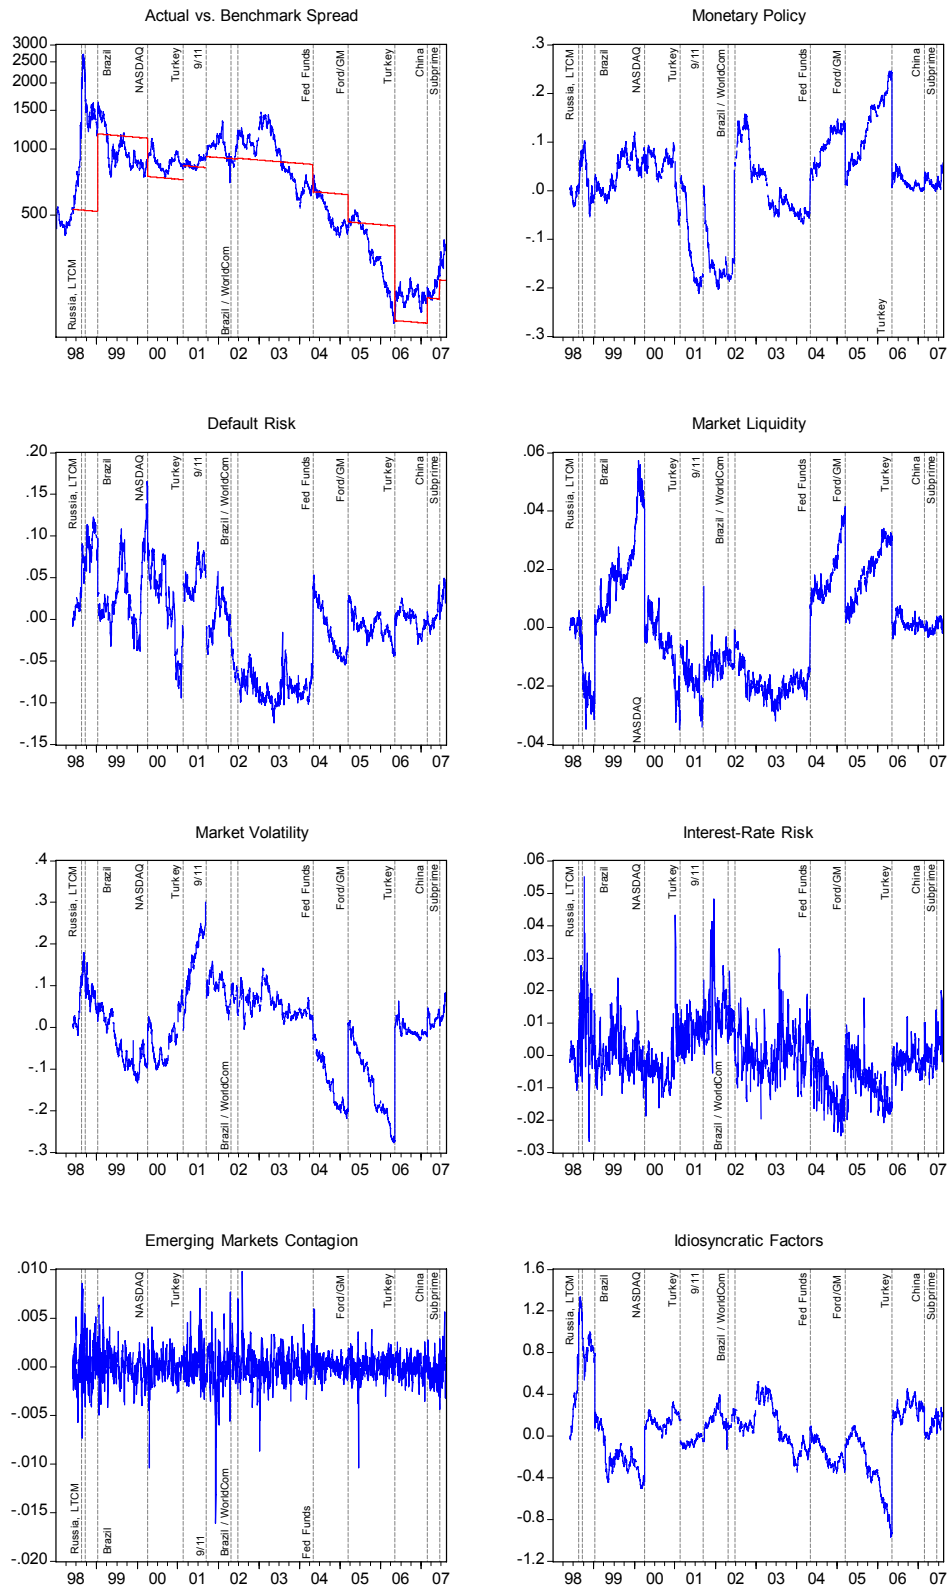 Actual vs. Benchmark Spread
3000
2500
2000
1500
1000
500
Russia, LTCM
Brazil
NASDAQ
Turkey
9/11
Brazil / WorldCom
Fed Funds
Ford/GM
Turkey
China
Subprime
98 99 00 01 02 03 04 05 06 07
Monetary Policy
.3
.2
.1
.0
-.1
-.2
-.3
Russia, LTCM
Brazil
NASDAQ
Turkey
9/11
Brazil / WorldCom
Fed Funds
Ford/GM
Turkey
China
Subprime
98 99 00 01 02 03 04 05 06 07
Default Risk
.20
.15
.10
.05
.00
-.05
-.10
-.15
Russia, LTCM
Brazil
NASDAQ
Turkey
9/11
Brazil / WorldCom
Fed Funds
Ford/GM
Turkey
China
Subprime
98 99 00 01 02 03 04 05 06 07
Market Liquidity
.06
.04
.02
.00
-.02
-.04
Russia, LTCM
Brazil
NASDAQ
Turkey
9/11
Brazil / WorldCom
Fed Funds
Ford/GM
Turkey
China
Subprime
98 99 00 01 02 03 04 05 06 07
Market Volatility
.4
.3
.2
.1
.0
-.1
-.2
-.3
Russia, LTCM
Brazil
NASDAQ
Turkey
9/11
Brazil / WorldCom
Fed Funds
Ford/GM
Turkey
China
Subprime
98 99 00 01 02 03 04 05 06 07
Interest-Rate Risk
.06
.05
.04
.03
.02
.01
.00
-.01
-.02
-.03
Russia, LTCM
Brazil
NASDAQ
Turkey
9/11
Brazil / WorldCom
Fed Funds
Ford/GM
Turkey
China
Subprime
98 99 00 01 02 03 04 05 06 07
Emerging Markets Contagion
.010
.005
.000
-.005
-.010
-.015
-.020
Russia, LTCM
Brazil
NASDAQ
Turkey
9/11
Brazil / WorldCom
Fed Funds
Ford/GM
Turkey
China
Subprime
98 99 00 01 02 03 04 05 06 07
Idiosyncratic Factors
1.6
1.2
0.8
0.4
0.0
-0.4
-0.8
-1.2
Russia, LTCM
Brazil
NASDAQ
Turkey
9/11
Brazil / WorldCom
Fed Funds
Ford/GM
Turkey
China
Subprime
98 99 00 01 02 03 04 05 06 07